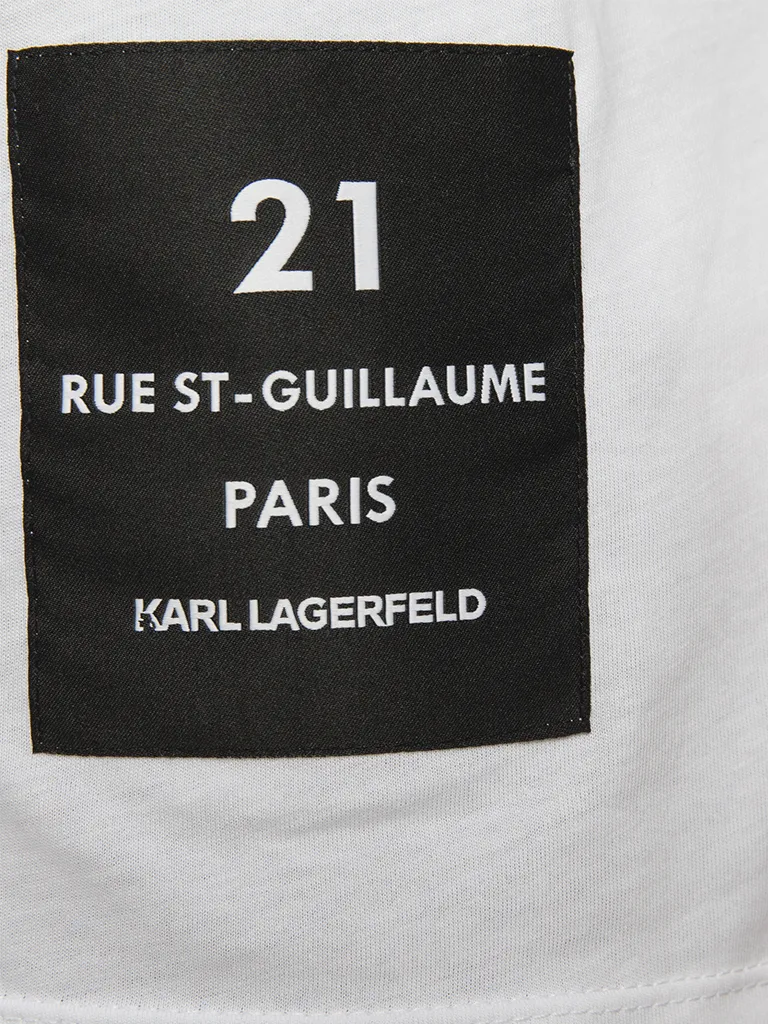 21
RUE ST-GUILLAUME
PARIS
KARL LAGERFELD